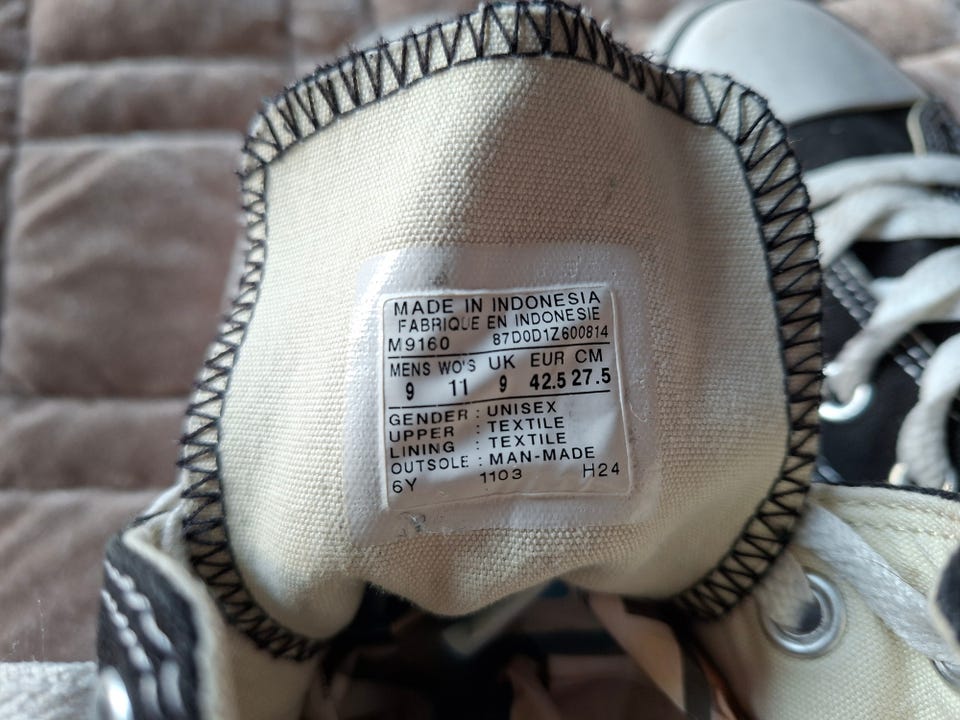 MADE IN INDONESIA
FABRIQUE EN INDONESIE
M9160 87D0D1Z600814
MENS WO'S UK EUR CM
9 11 9 42.5 27.5
GENDER : UNISEX
UPPER : TEXTILE
LINING : TEXTILE
OUTSOLE : MAN-MADE
6Y 1103 H24